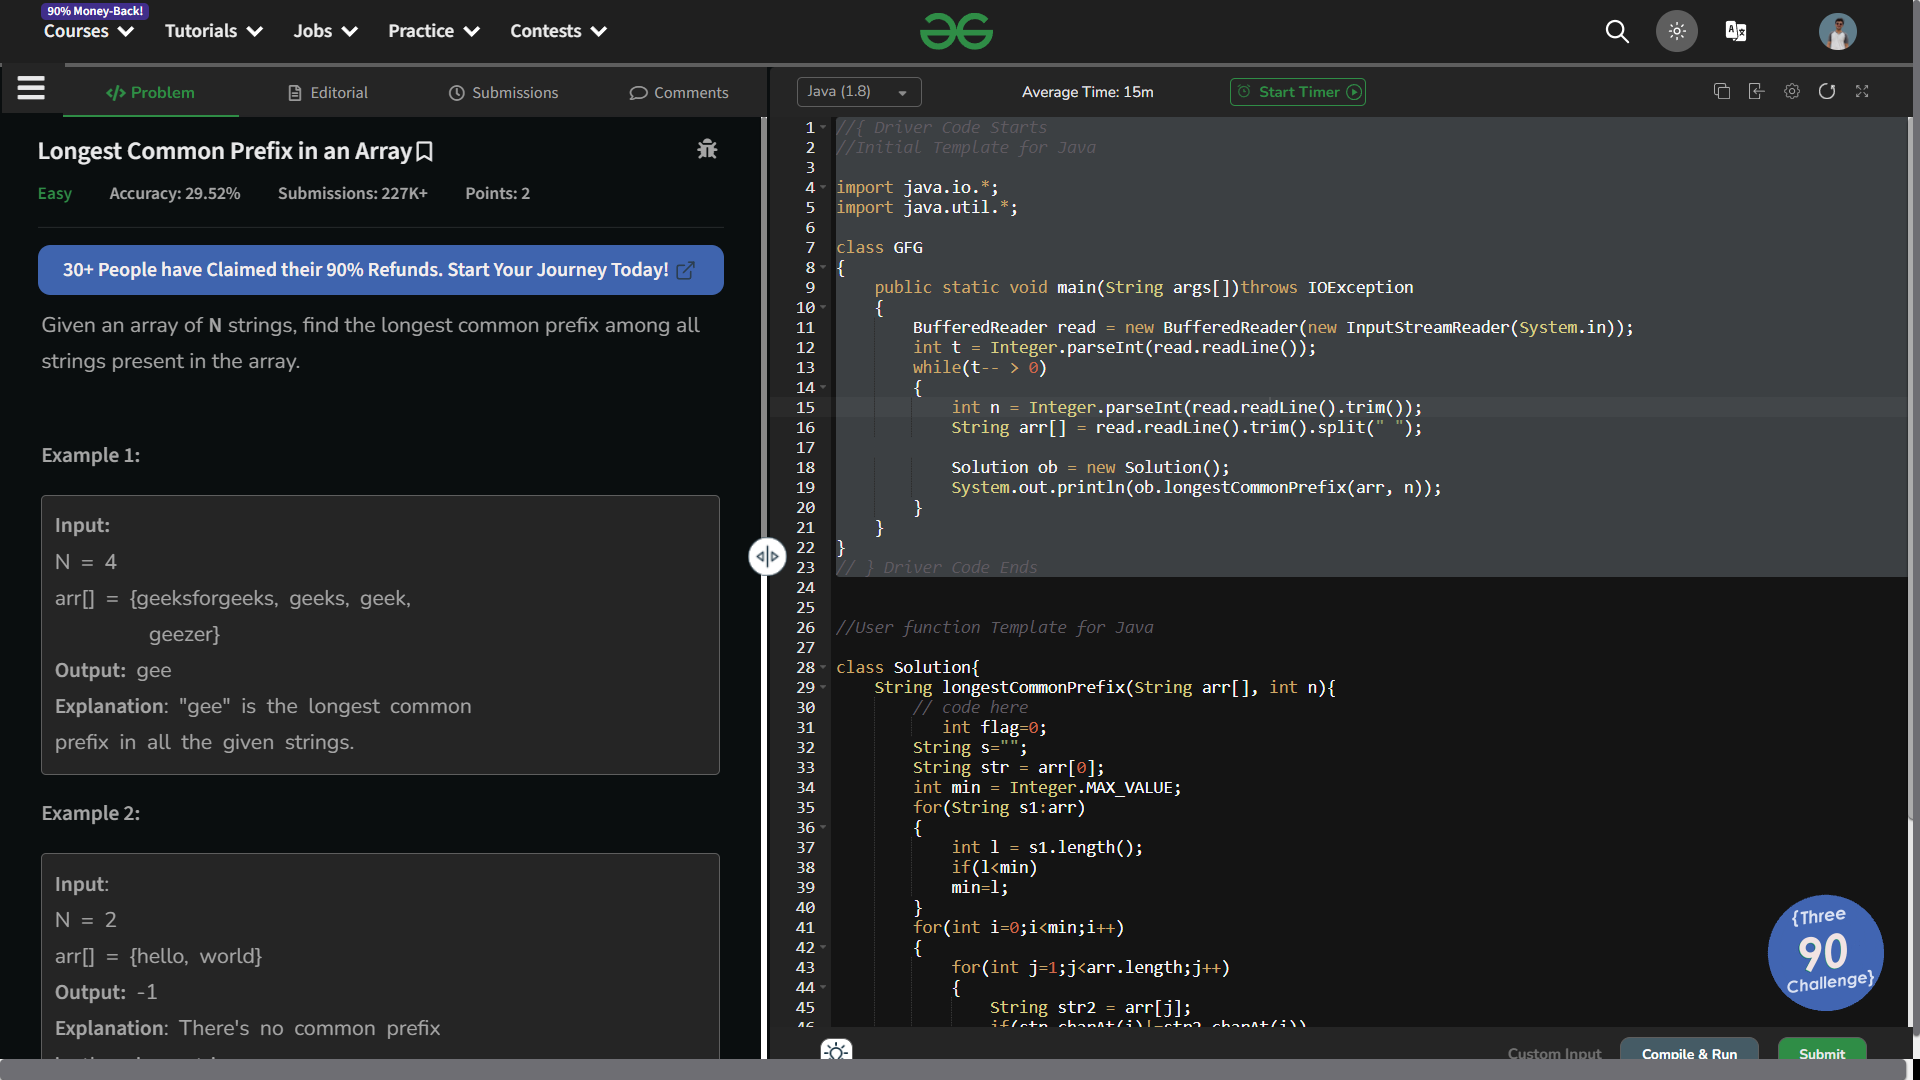 90% Money-Back!
Courses Tutorials Jobs Practice Contests
Problem Editorial Submissions Comments
Java (1.8) Average Time: 15m Start Timer
Longest Common Prefix in an Array
Easy Accuracy: 29.52% Submissions: 227K+ Points: 2
30+ People have Claimed their 90% Refunds. Start Your Journey Today!
Given an array of N strings, find the longest common prefix among all
strings present in the array.
Example 1:
Input:
N = 4
arr[] = {geeksforgeeks, geeks, geek,
geezer}
Output: gee
Explanation: "gee" is the longest common
prefix in all the given strings.
Example 2:
Input:
N = 2
arr[] = {hello, world}
Output: -1
Explanation: There's no common prefix
1 //{ Driver Code Starts
2 //Initial Template for Java
3
4 import java.io.*;
5 import java.util.*;
6
7 class GFG
8 {
9 public static void main(String args[])throws IOException
10 {
11 BufferedReader read = new BufferedReader(new InputStreamReader(System.in));
12 int t = Integer.parseInt(read.readLine());
13 while(t-- > 0)
14 {
15 int n = Integer.parseInt(read.readLine().trim());
16 String arr[] = read.readLine().trim().split(" ");
17
18 Solution ob = new Solution();
19 System.out.println(ob.longestCommonPrefix(arr, n));
20 }
21 }
22 }
23 // } Driver Code Ends
24
25
26 //User function Template for Java
27
28 class Solution{
29 String longestCommonPrefix(String arr[], int n){
30 // code here
31 int flag=0;
32 String s="";
33 String str = arr[0];
34 int min = Integer.MAX_VALUE;
35 for(String s1:arr)
36 {
37 int l = s1.length();
38 if(l<min)
39 min=l;
40 }
41 for(int i=0;i<min;i++)
42 {
43 for(int j=1;j<arr.length;j++)
44 {
45 String str2 = arr[j];
46 if(str.charAt(i)!=str2.charAt(i))
{Three
90
Challenge}
Custom Input Compile & Run Submit